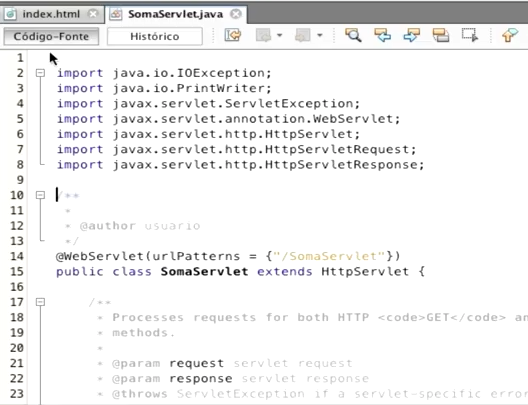 index.html SomaServlet.java
Código-Fonte Histórico
1
2 import java.io.IOException;
3 import java.io.PrintWriter;
4 import javax.servlet.ServletException;
5 import javax.servlet.annotation.WebServlet;
6 import javax.servlet.http.HttpServlet;
7 import javax.servlet.http.HttpServletRequest;
8 import javax.servlet.http.HttpServletResponse;
9
10 /**
11 *
12 * @author usuario
13 */
14 @WebServlet(urlPatterns = {"/SomaServlet"})
15 public class SomaServlet extends HttpServlet {
16
17 /**
18 * Processes requests for both HTTP <code>GET</code> an
19 * methods.
20 *
21 * @param request servlet request
22 * @param response servlet response
23 * @throws ServletException if a servlet-specific error